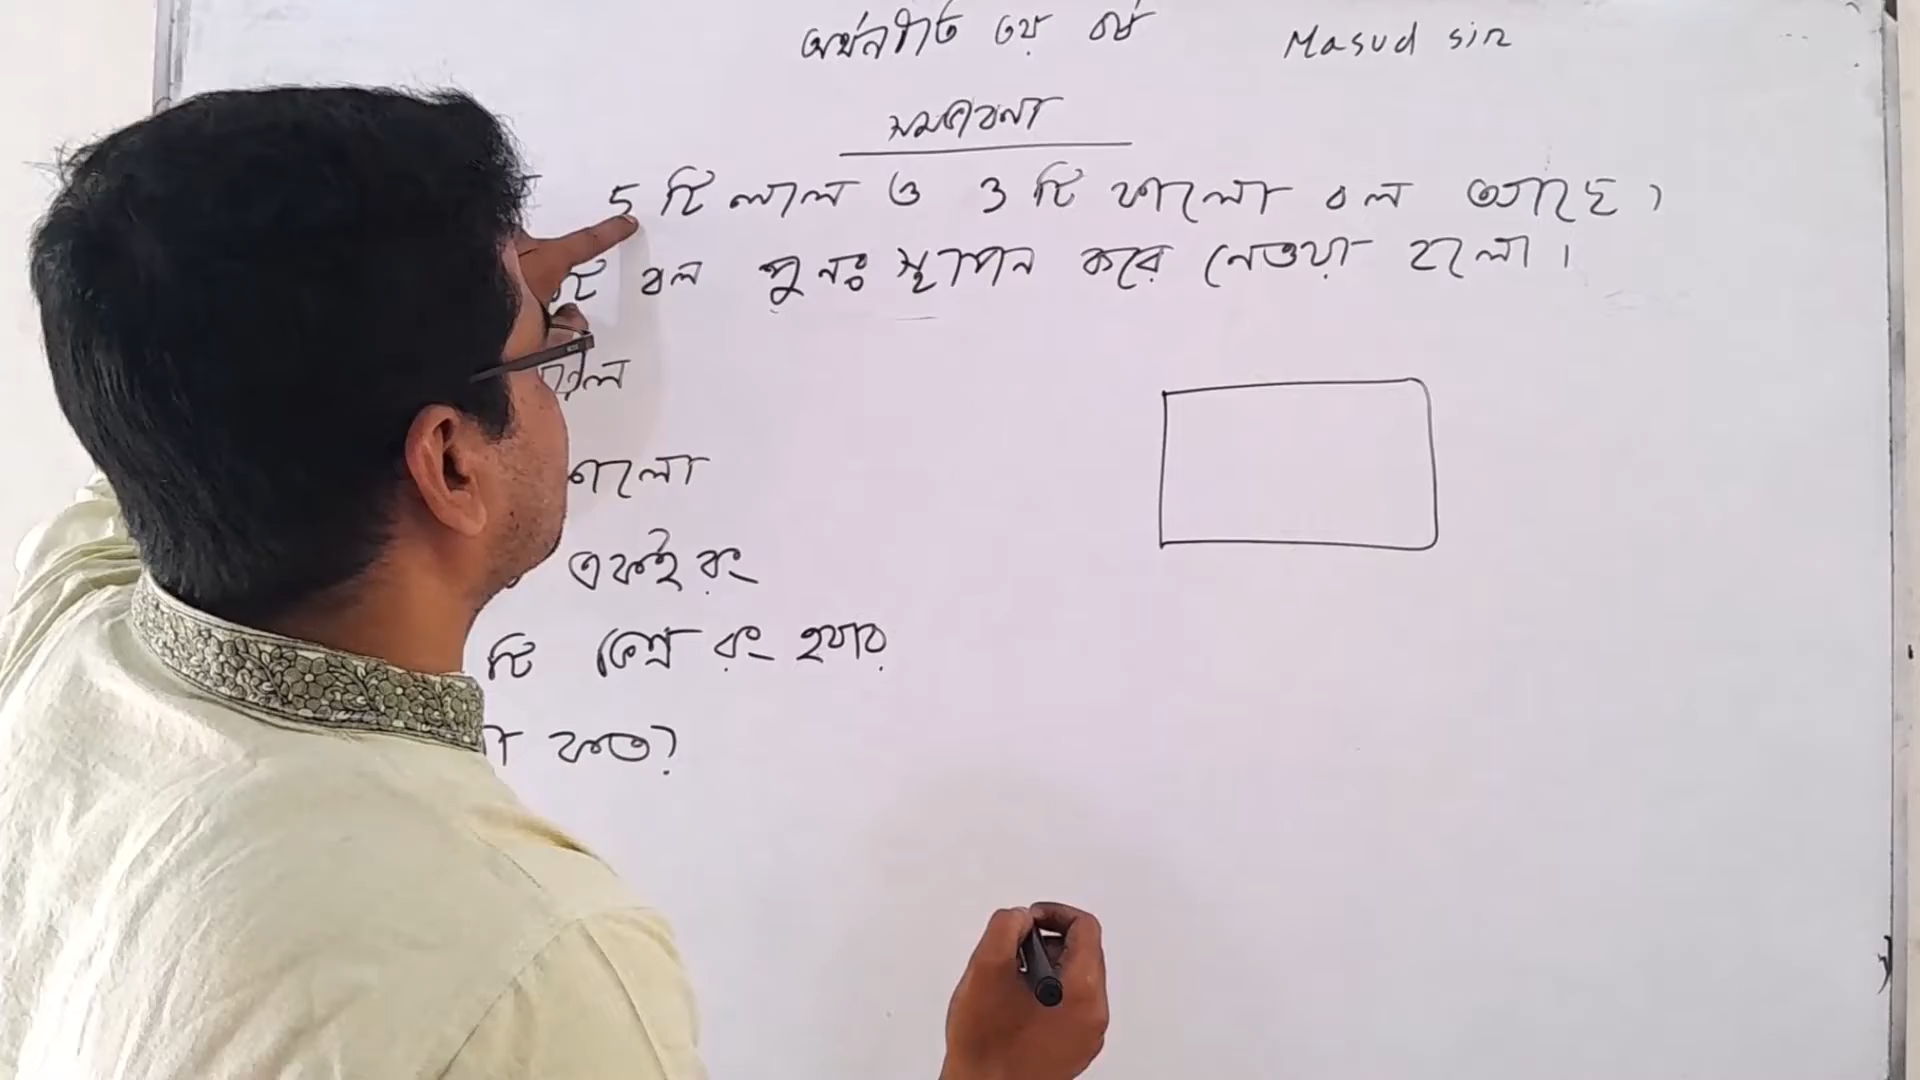 অর্থনীতি ৩য় বর্ষ
Masud sir
সম্ভাবনা
5 টি লাল ও 3 টি কালো বল আছে।
টি বল পুনঃ স্থাপন করে নেওয়া হলো।
লাল
কালো
একই রং
টি ভিন্ন রং হবার
কত?